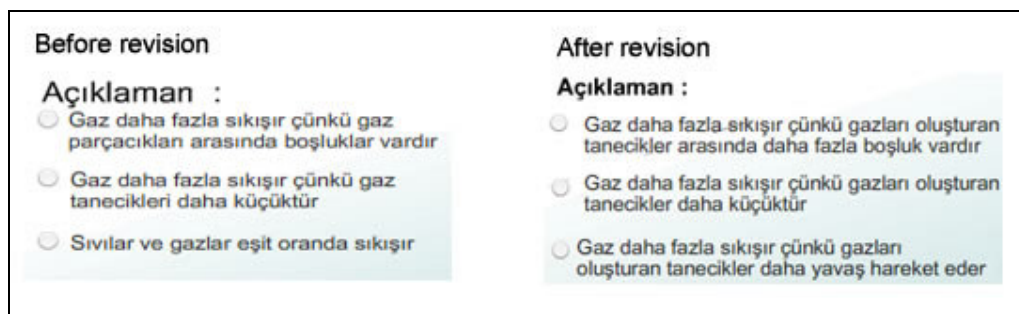 Before revision
Açıklaman :
Gaz daha fazla sıkışır çünkü gaz
parçacıkları arasında boşluklar vardır
Gaz daha fazla sıkışır çünkü gaz
tanecikleri daha küçüktür
Sıvılar ve gazlar eşit oranda sıkışır
After revision
Açıklaman :
Gaz daha fazla sıkışır çünkü gazları oluşturan
tanecikler arasında daha fazla boşluk vardır
Gaz daha fazla sıkışır çünkü gazları oluşturan
tanecikler daha küçüktür
Gaz daha fazla sıkışır çünkü gazları
oluşturan tanecikler daha yavaş hareket eder